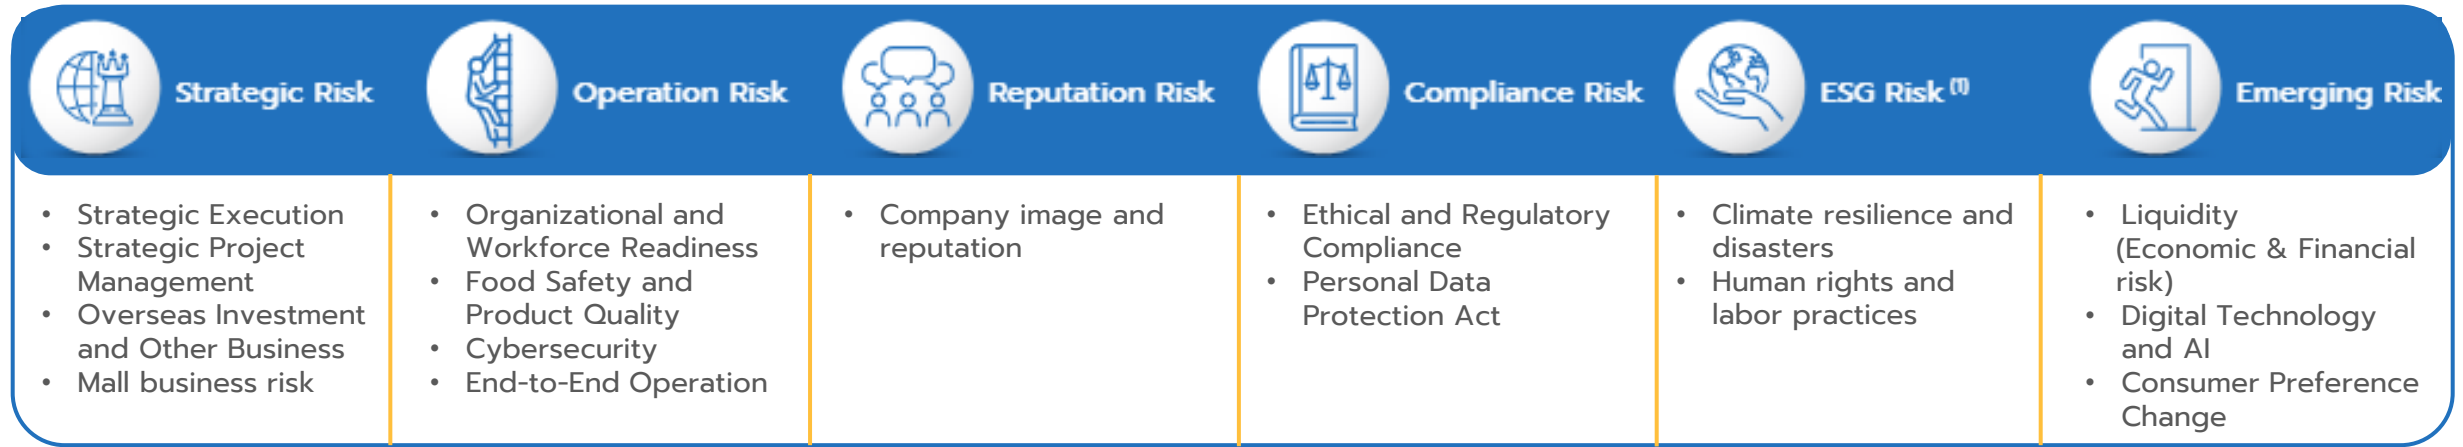 Strategic Risk
• Strategic Execution
• Strategic Project
Management
• Overseas Investment
and Other Business
• Mall business risk
Operation Risk
• Organizational and
Workforce Readiness
• Food Safety and
Product Quality
• Cybersecurity
• End-to-End Operation
Reputation Risk
• Company image and
reputation
Compliance Risk
• Ethical and Regulatory
Compliance
• Personal Data
Protection Act
ESG Risk (1)
• Climate resilience and
disasters
• Human rights and
labor practices
Emerging Risk
• Liquidity
(Economic & Financial
risk)
• Digital Technology
and AI
• Consumer Preference
Change